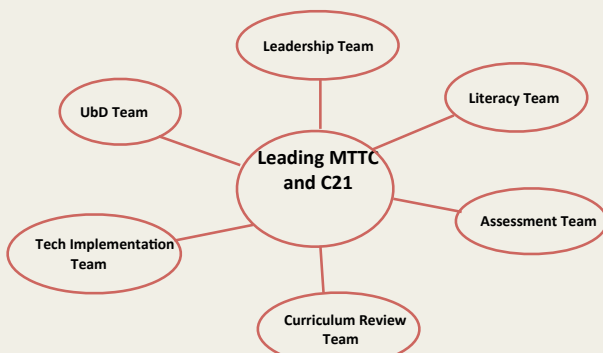 Leadership Team
Literacy Team
UbD Team
Leading MTTC
and C21
Assessment Team
Tech Implementation
Team
Curriculum Review
Team